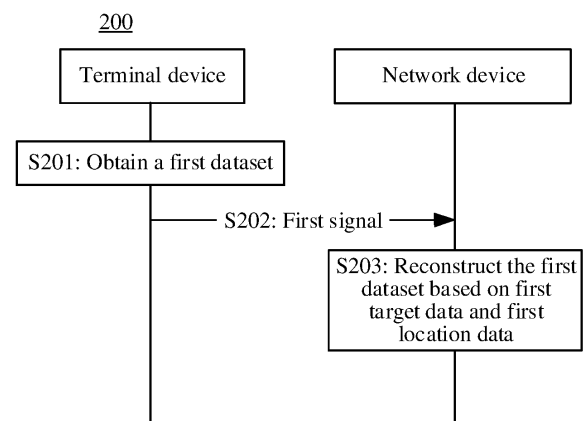 200
Terminal device
Network device
S201: Obtain a first dataset
S202: First signal
S203: Reconstruct the first
dataset based on first
target data and first
location data